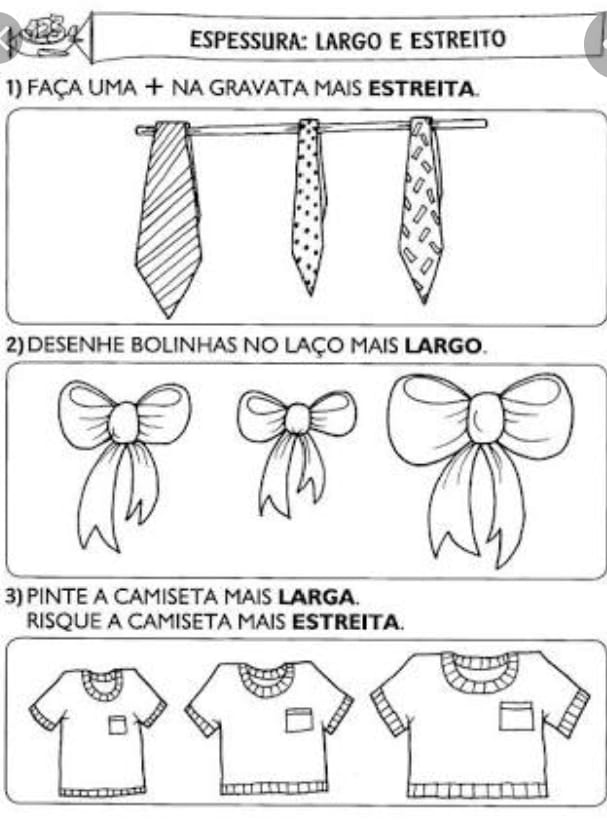 ESPESSURA: LARGO E ESTREITO
1) FAÇA UMA + NA GRAVATA MAIS ESTREITA.
2) DESENHE BOLINHAS NO LAÇO MAIS LARGO.
3) PINTE A CAMISETA MAIS LARGA.
RISQUE A CAMISETA MAIS ESTREITA.